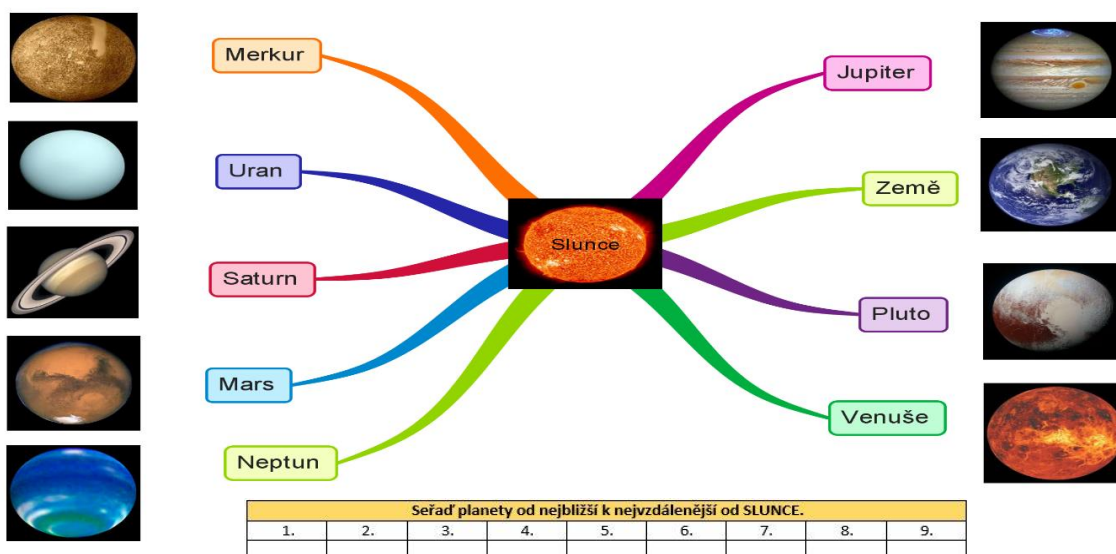 Merkur
Jupiter
Uran
Země
Slunce
Saturn
Pluto
Mars
Venuše
Neptun
Seřaď planety od nejbližší k nejvzdálenější od SLUNCE.
1. 2. 3. 4. 5. 6. 7. 8. 9.